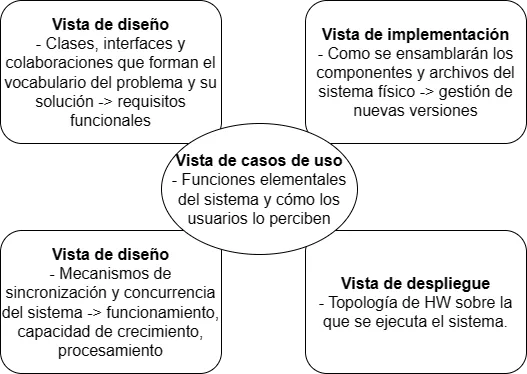 Vista de diseño
- Clases, interfaces y
colaboraciones que forman el
vocabulario del problema y su
solución -> requisitos
funcionales
Vista de implementación
- Como se ensamblarán los
componentes y archivos del
sistema físico -> gestión de
nuevas versiones
Vista de casos de uso
- Funciones elementales
del sistema y cómo los
usuarios lo perciben
Vista de diseño
- Mecanismos de
sincronización y concurrencia
del sistema -> funcionamiento,
capacidad de crecimiento,
procesamiento
Vista de despliegue
- Topología de HW sobre la
que se ejecuta el sistema.